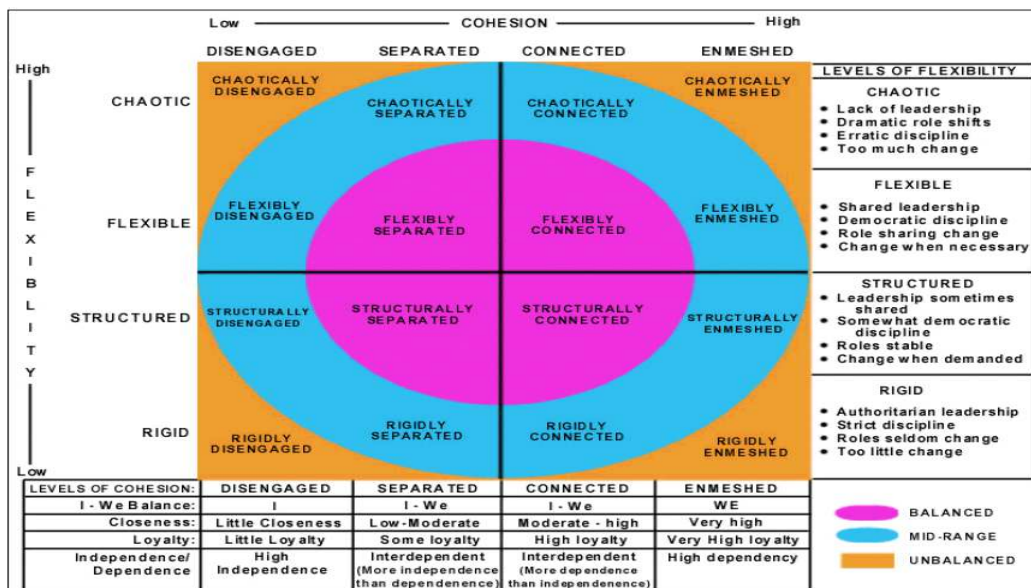 Low COHESION High
DISENGAGED SEPARATED CONNECTED ENMESHED
High
FLEXIBLITY
Low
CHAOTIC
FLEXIBLE
STRUCTURED
RIGID
CHAOTICALLY
DISENGAGED
CHAOTICALLY
SEPARATED
CHAOTICALLY
CONNECTED
CHAOTICALLY
ENMESHED
FLEXIBLY
DISENGAGED
FLEXIBLY
SEPARATED
FLEXIBLY
CONNECTED
FLEXIBLY
ENMESHED
STRUCTURALLY
DISENGAGED
STRUCTURALLY
SEPARATED
STRUCTURALLY
CONNECTED
STRUCTURALLY
ENMESHED
RIGIDLY
DISENGAGED
RIGIDLY
SEPARATED
RIGIDLY
CONNECTED
RIGIDLY
ENMESHED
LEVELS OF FLEXIBILITY
CHAOTIC
• Lack of leadership
• Dramatic role shifts
• Erratic discipline
• Too much change
FLEXIBLE
• Shared leadership
• Democratic discipline
• Role sharing change
• Change when necessary
STRUCTURED
• Leadership sometimes
shared
• Somewhat democratic
discipline
• Roles stable
• Change when demanded
RIGID
• Authoritarian leadership
• Strict discipline
• Roles seldom change
• Too little change
LEVELS OF COHESION: DISENGAGED SEPARATED CONNECTED ENMESHED
I - We Balance: I I - We I - We WE
Closeness: Little Closeness Low-Moderate Moderate - high Very high
Loyalty: Little Loyalty Some loyalty High loyalty Very High loyalty
Independence/
Dependence
High
Independence
Interdependent
(More independence
than dependenence)
Interdependent
(More dependence
than independenence)
High dependency
BALANCED
MID-RANGE
UNBALANCED